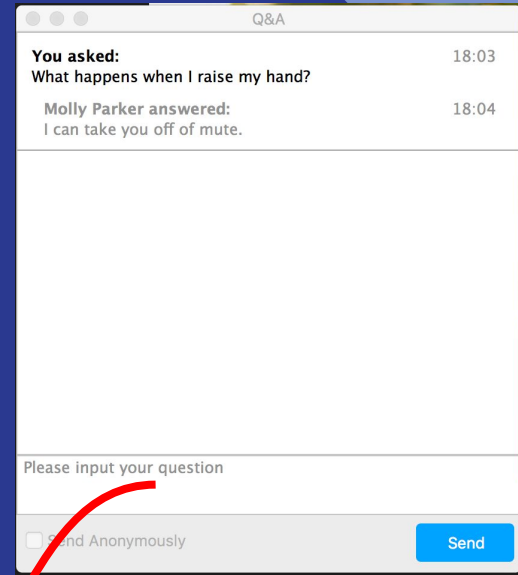 Q&A
You asked: 18:03
What happens when I raise my hand?
Molly Parker answered: 18:04
I can take you off of mute.
Please input your question
Send Anonymously
Send